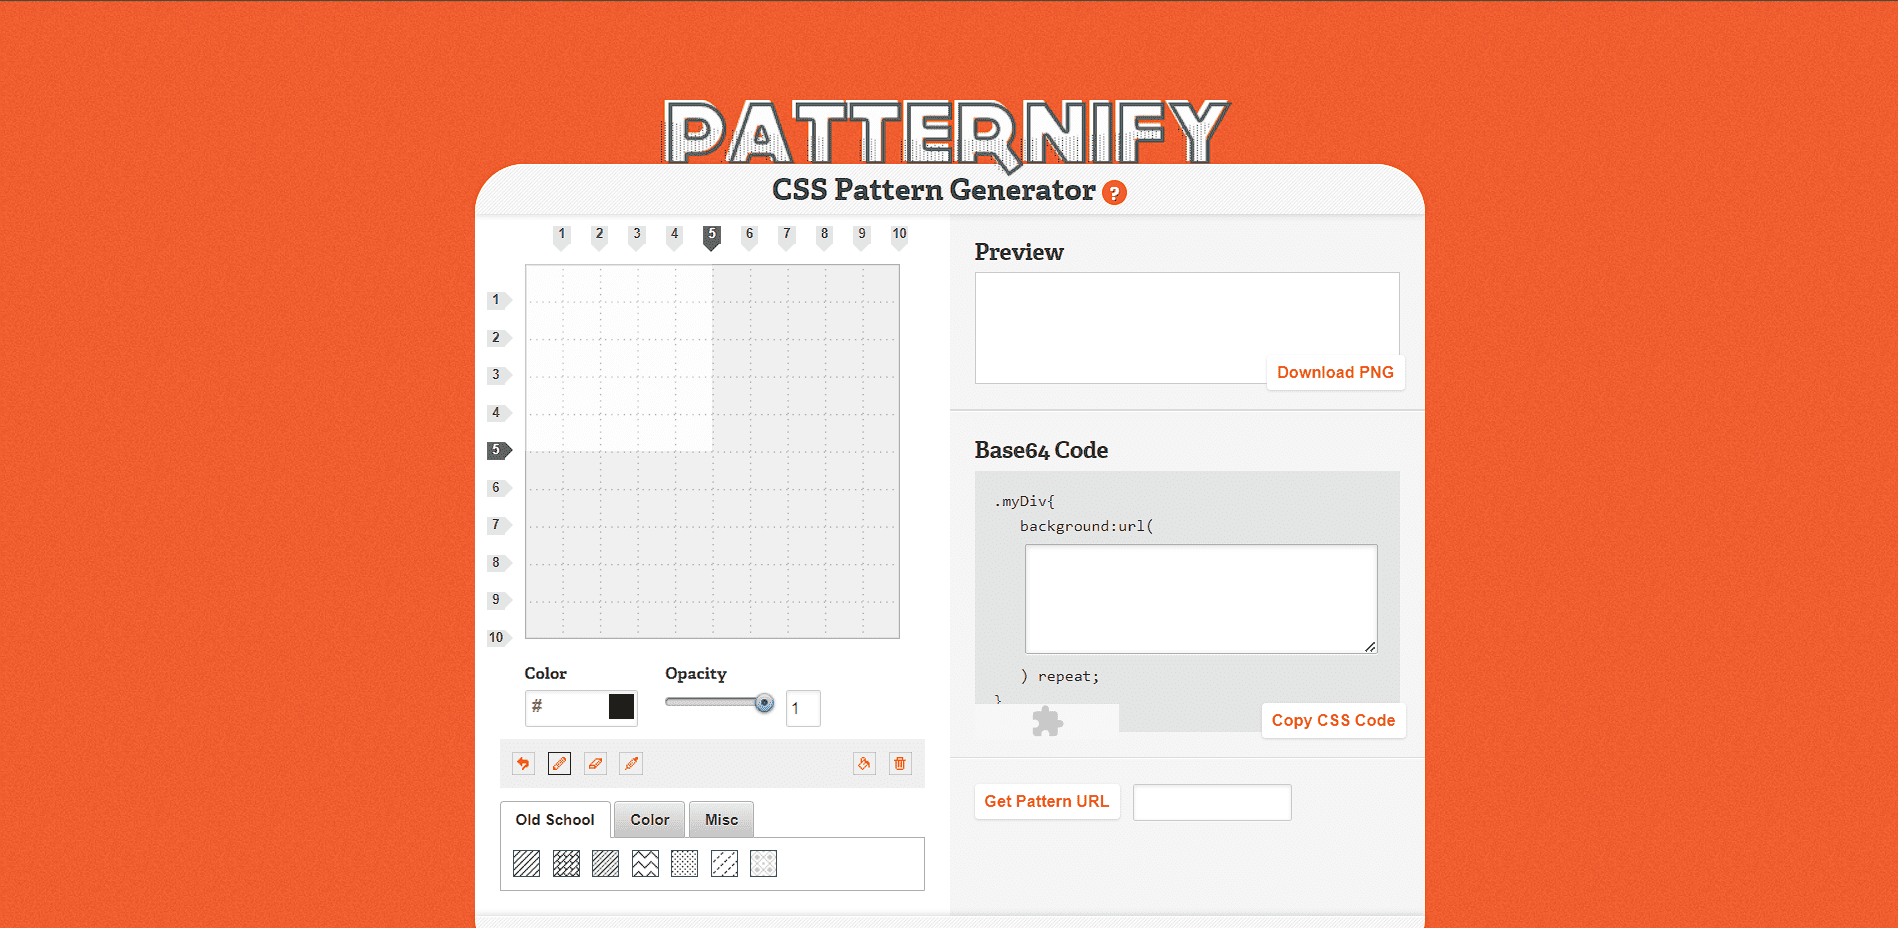 PATTERNIFY
CSS Pattern Generator ?
1 2 3 4 5 6 7 8 9 10
1
2
3
4
5
6
7
8
9
10
Color
Opacity
#
1
Old School
Color
Misc
Preview
Download PNG
Base64 Code
.myDiv{
background:url(
) repeat;
}
Copy CSS Code
Get Pattern URL